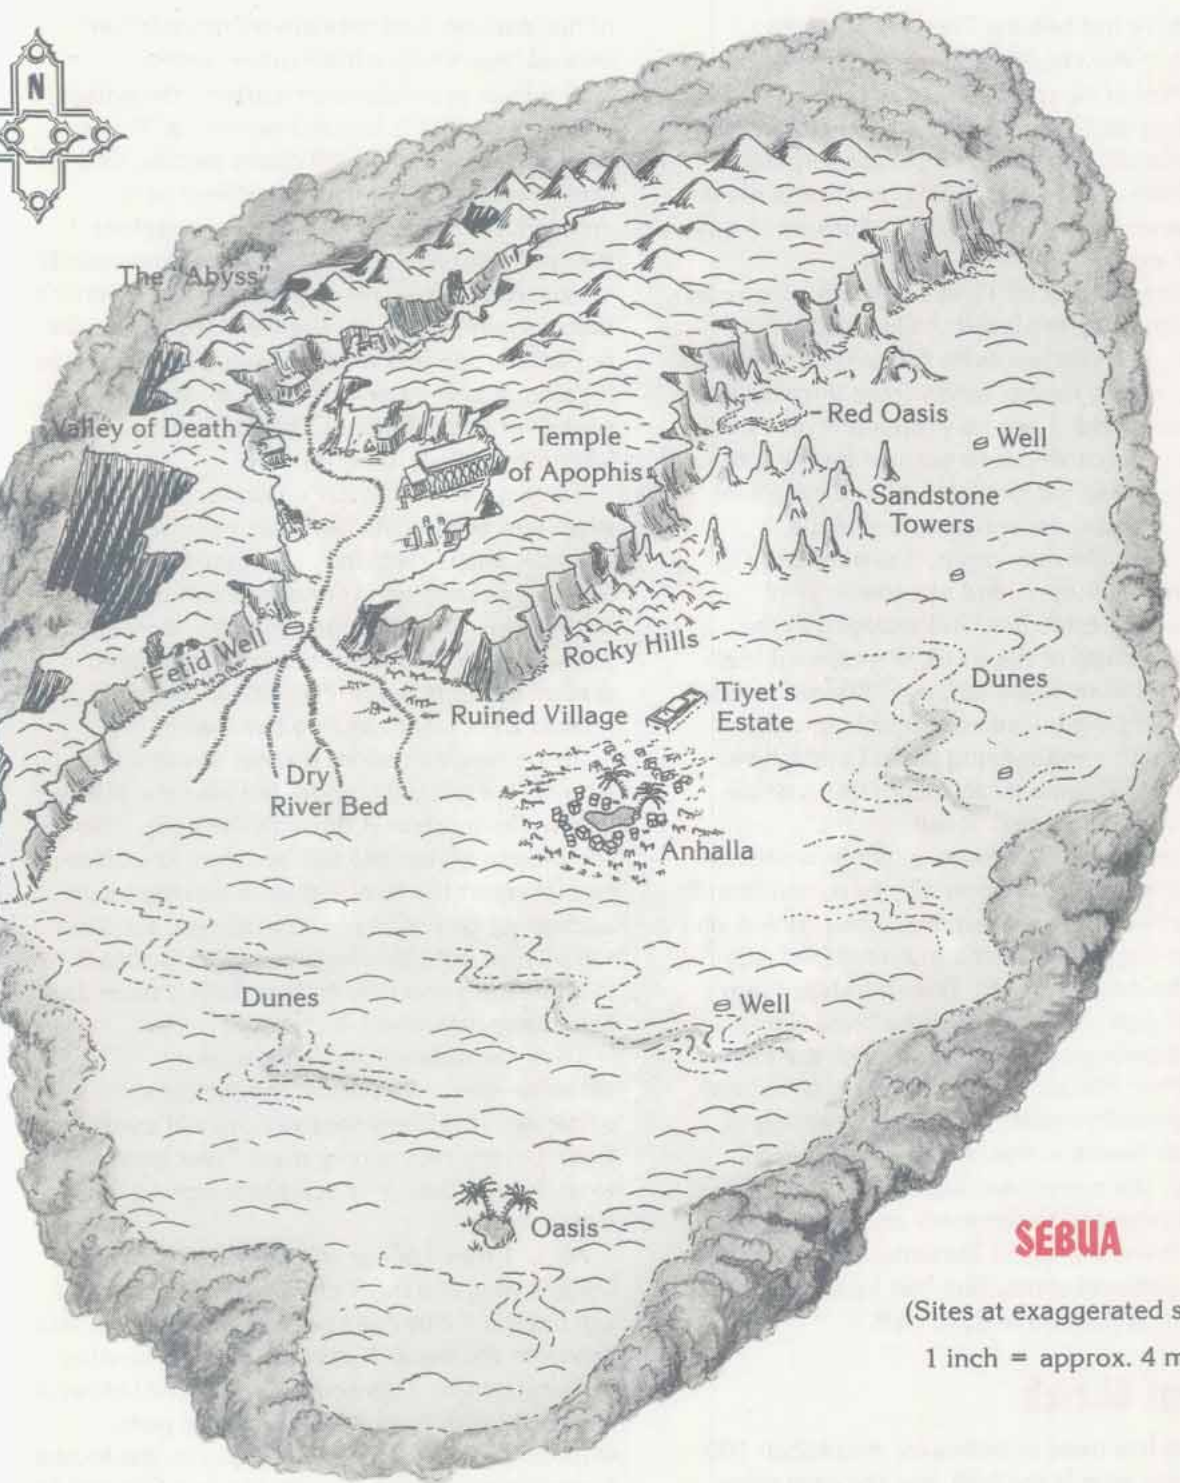 N
The "Abyss"
Valley of Death
Temple
of Apophis
Red Oasis
Well
Sandstone
Towers
Fetid Well
Rocky Hills
Dunes
Ruined Village
Tiyet's
Estate
Dry
River Bed
Anhalla
Dunes
Well
Oasis
SEBUA
(Sites at exaggerated s
1 inch = approx. 4 m